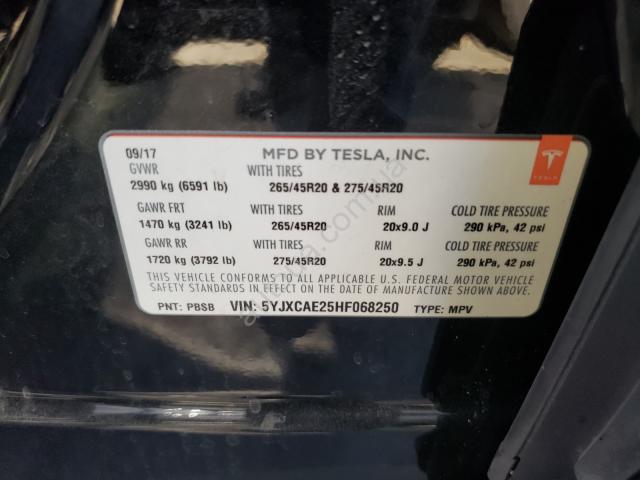 09/17 MFD BY TESLA, INC.
GVWR WITH TIRES
2990 kg (6591 lb) 265/45R20 & 275/45R20
GAWR FRT WITH TIRES RIM COLD TIRE PRESSURE
1470 kg (3241 lb) 265/45R20 20x9.0 J 290 kPa, 42 psi
GAWR RR WITH TIRES RIM COLD TIRE PRESSURE
1720 kg (3792 lb) 275/45R20 20x9.5 J 290 kPa, 42 psi
THIS VEHICLE CONFORMS TO ALL APPLICABLE U.S. FEDERAL MOTOR VEHICLE
SAFETY STANDARDS IN EFFECT ON THE DATE OF MANUFACTURE SHOWN ABOVE.
PNT: PBSB VIN: 5YJXCAE25HF068250 TYPE: MPV
TESLA
autoua.com.ua